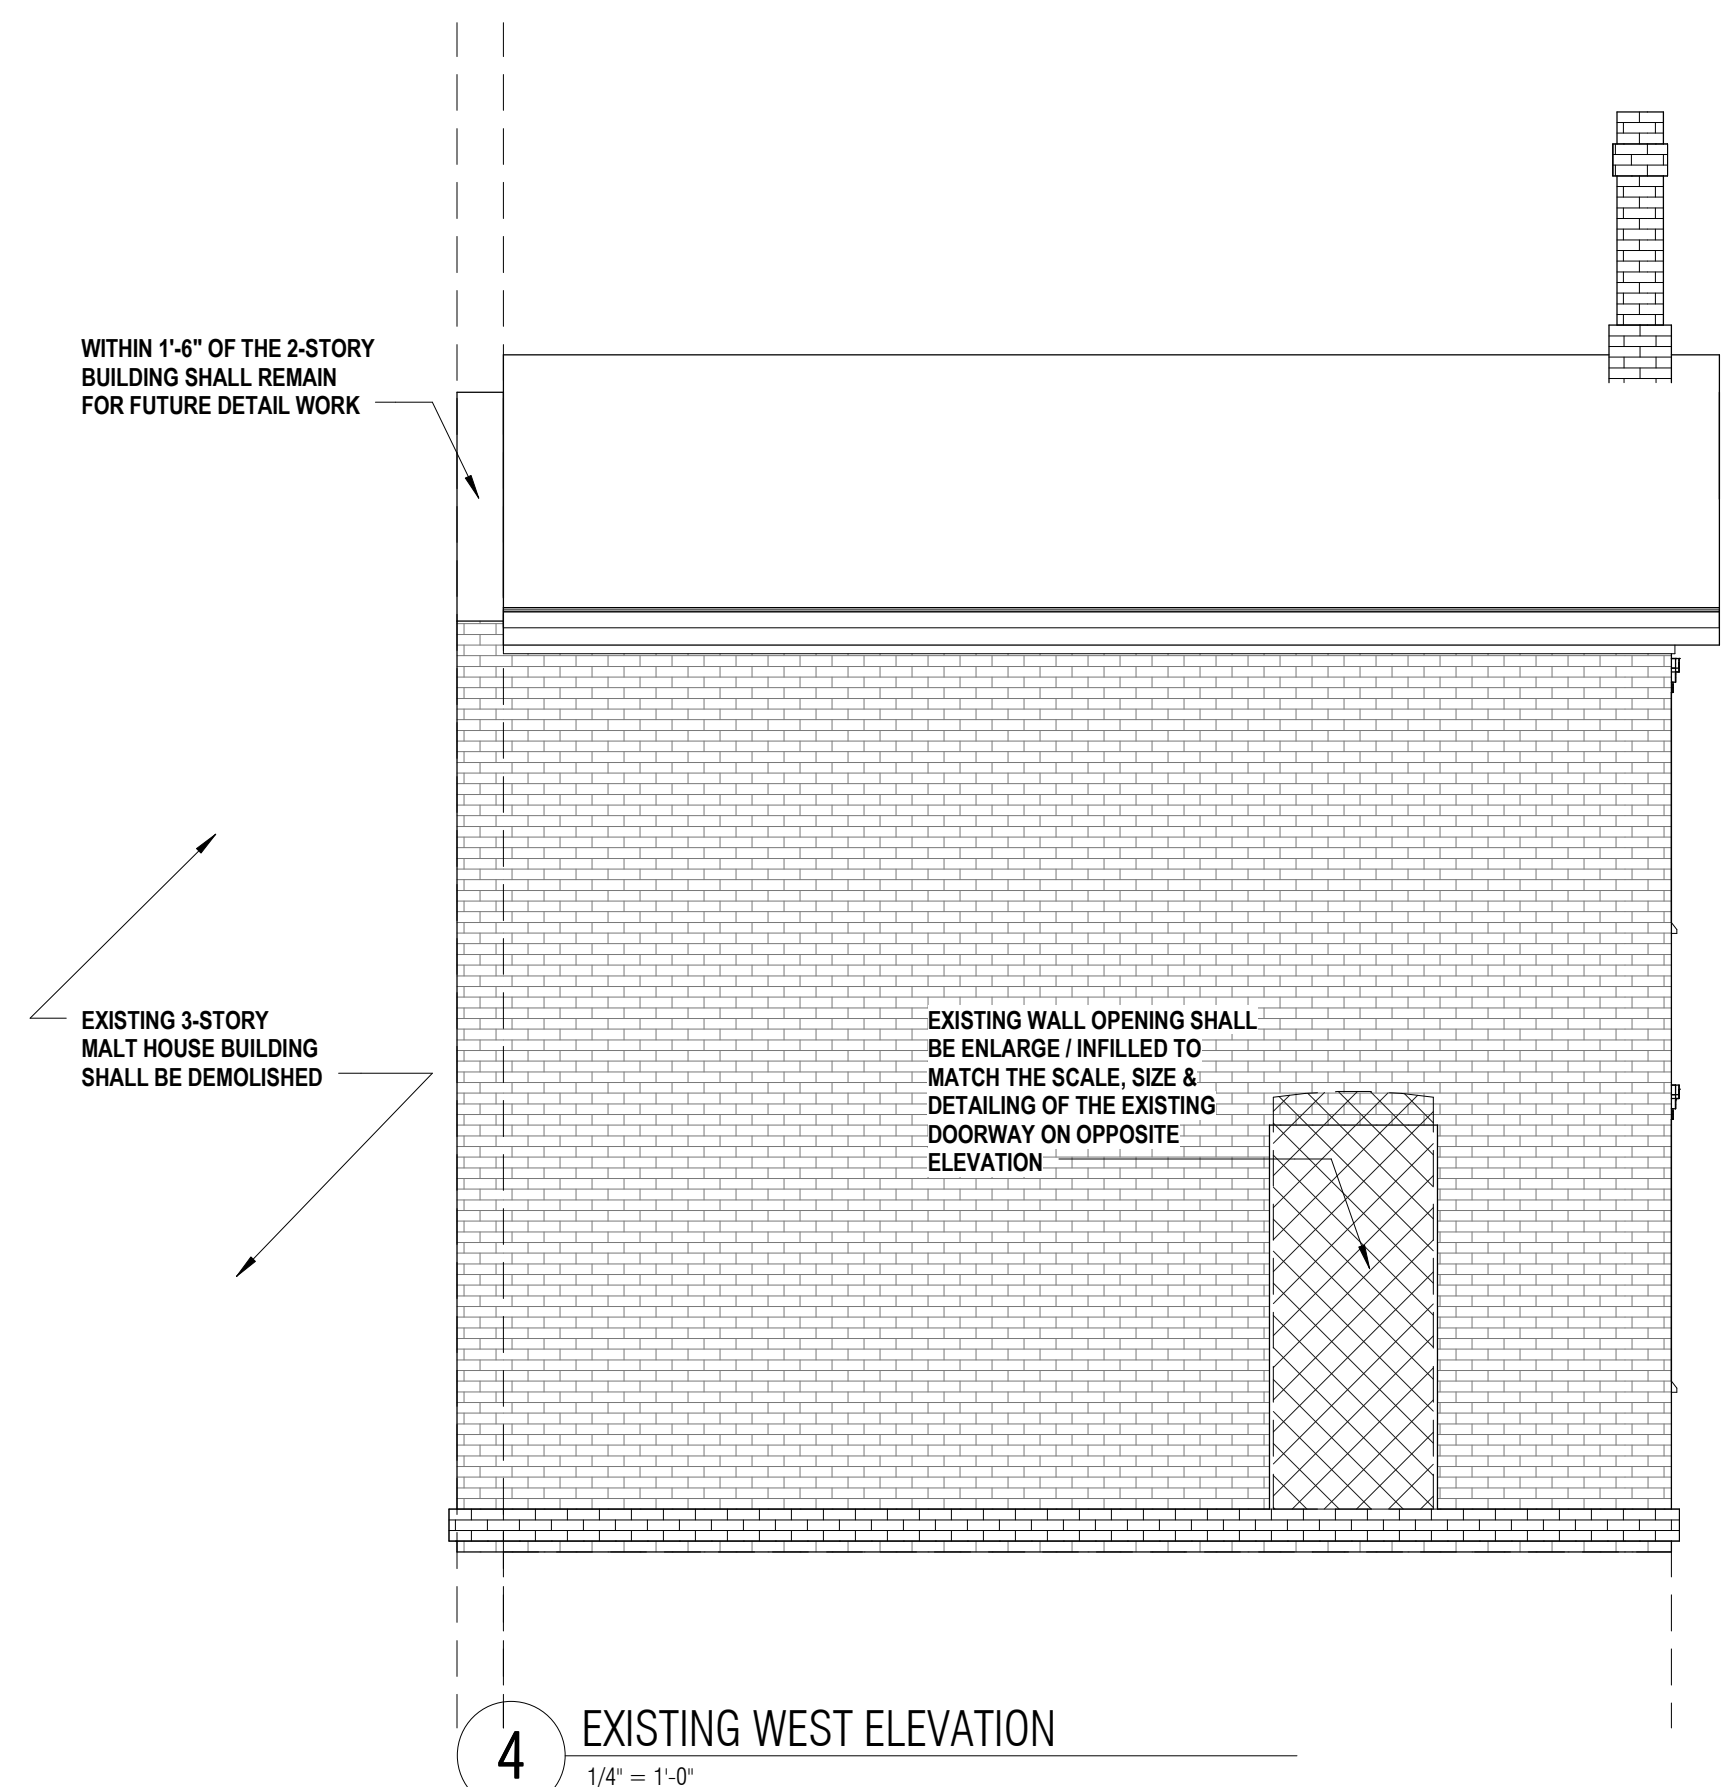 WITHIN 1'-6" OF THE 2-STORY
BUILDING SHALL REMAIN
FOR FUTURE DETAIL WORK
EXISTING 3-STORY
MALT HOUSE BUILDING
SHALL BE DEMOLISHED
EXISTING WALL OPENING SHALL
BE ENLARGE / INFILLED TO
MATCH THE SCALE, SIZE &
DETAILING OF THE EXISTING
DOORWAY ON OPPOSITE
ELEVATION
4
EXISTING WEST ELEVATION
1/4" = 1'-0"